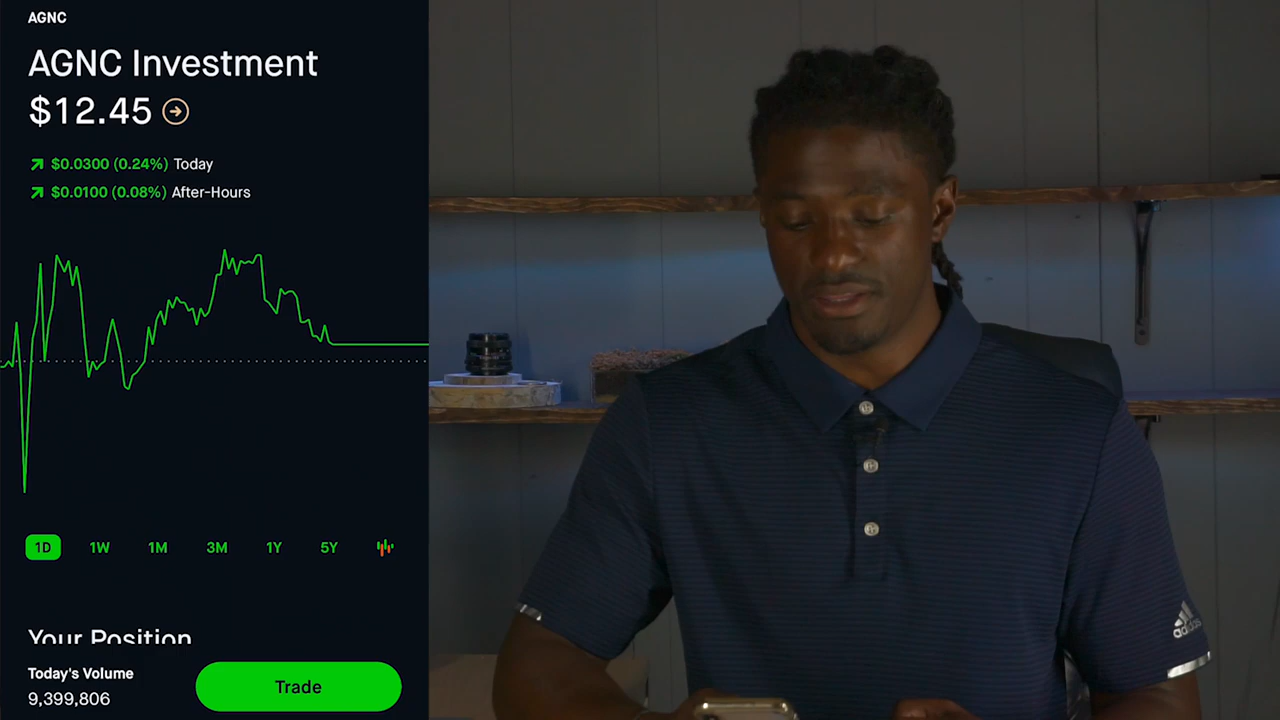 AGNC
AGNC Investment
$12.45
$0.0300 (0.24%) Today
$0.0100 (0.08%) After-Hours
1D 1W 1M 3M 1Y 5Y
Your Position
Today's Volume
9,399,806
Trade
adidas